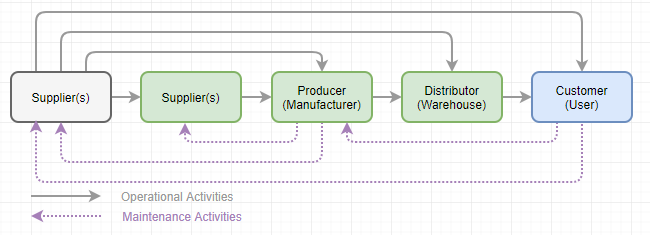 Supplier(s)
Supplier(s)
Producer
(Manufacturer)
Distributor
(Warehouse)
Customer
(User)
Operational Activities
Maintenance Activities